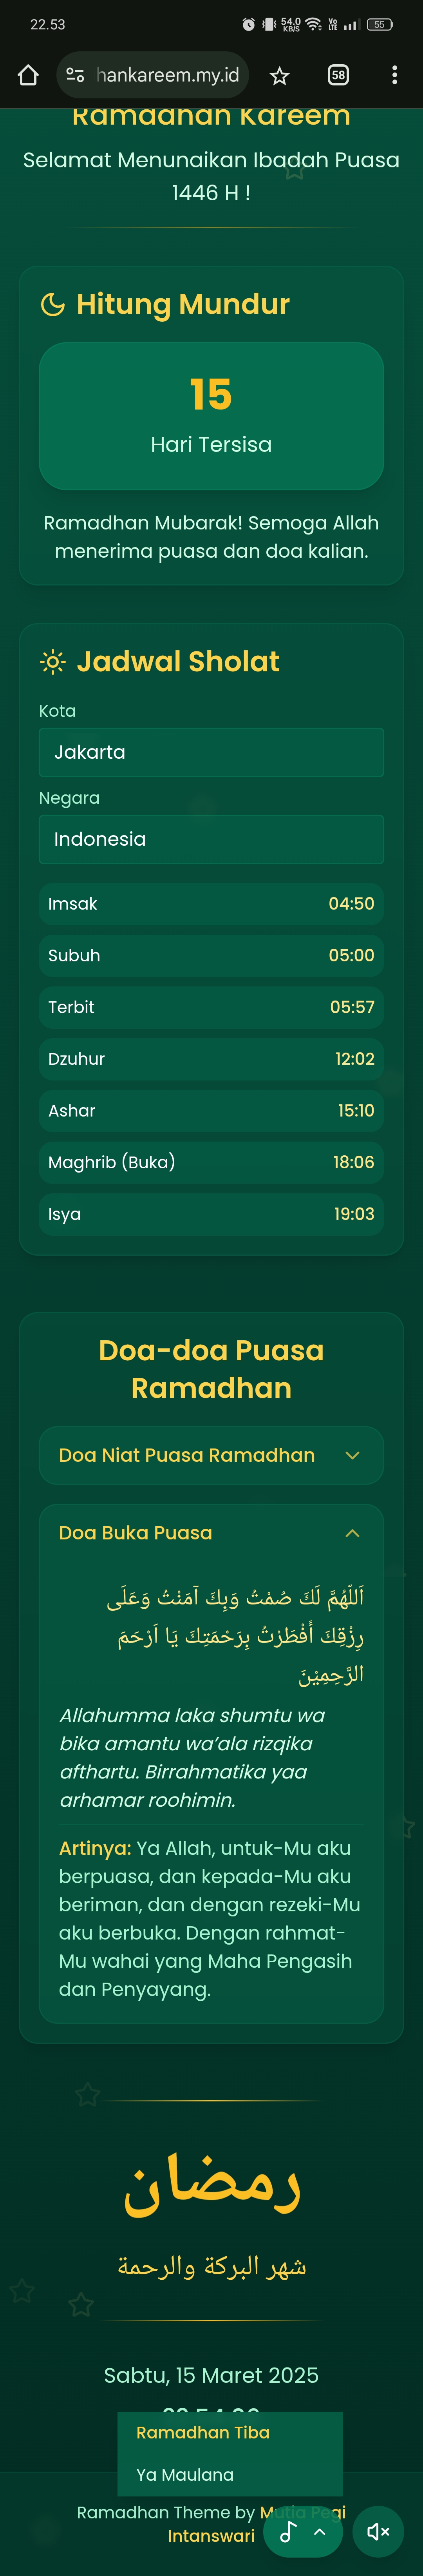 22.53
54.0
KB/S
Vo
LTE
55
hankareem.my.id
58
Ramadhan Kareem
Selamat Menunaikan Ibadah Puasa
1446 H !
Hitung Mundur
15
Hari Tersisa
Ramadhan Mubarak! Semoga Allah
menerima puasa dan doa kalian.
Jadwal Sholat
Kota
Jakarta
Negara
Indonesia
Imsak 04:50
Subuh 05:00
Terbit 05:57
Dzuhur 12:02
Ashar 15:10
Maghrib (Buka) 18:06
Isya 19:03
Doa-doa Puasa
Ramadhan
Doa Niat Puasa Ramadhan
Doa Buka Puasa
اَللّهُمَّ لَكَ صُمْتُ وَبِكَ آمَنْتُ وَعَلَى
رِزْقِكَ أَفْطَرْتُ بِرَحْمَتِكَ يَا اَرْحَمَ
الرَّحِمِيْنَ
Allahumma laka shumtu wa
bika amantu wa’ala rizqika
afthartu. Birrahmatika yaa
arhamar roohimin.
Artinya: Ya Allah, untuk-Mu aku
berpuasa, dan kepada-Mu aku
beriman, dan dengan rezeki-Mu
aku berbuka. Dengan rahmat-
Mu wahai yang Maha Pengasih
dan Penyayang.
رمضان
شهر البركة والرحمة
Sabtu, 15 Maret 2025
Ramadhan Tiba
Ya Maulana
Ramadhan Theme by Mutia Pegi
Intanswari